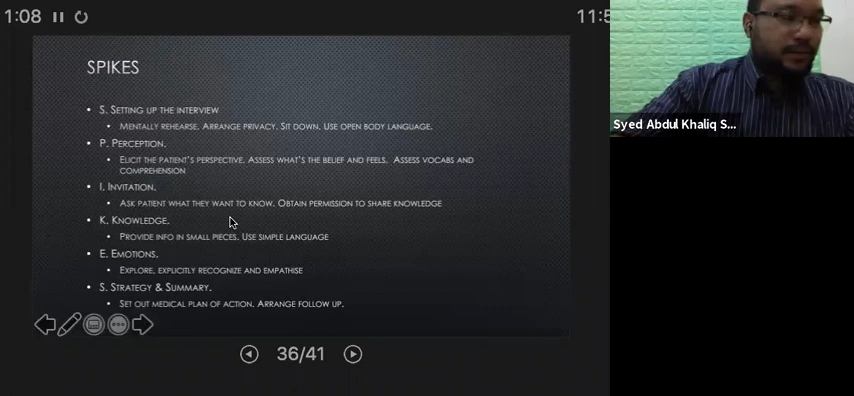 1:08
11:5
SPIKES
• S. Setting up the interview
• Mentally rehearse. Arrange privacy. Sit down. Use open body language.
• P. Perception.
• Elicit the patient's perspective. Assess what's the belief and feels. Assess vocabs and
comprehension
• I. Invitation.
• Ask patient what they want to know. Obtain permission to share knowledge
• K. Knowledge.
• Provide info in small pieces. Use simple language
• E. Emotions.
• Explore, explicitly recognize and empathise
• S. Strategy & Summary.
• Set out medical plan of action. Arrange follow up.
36/41
Syed Abdul Khaliq S...